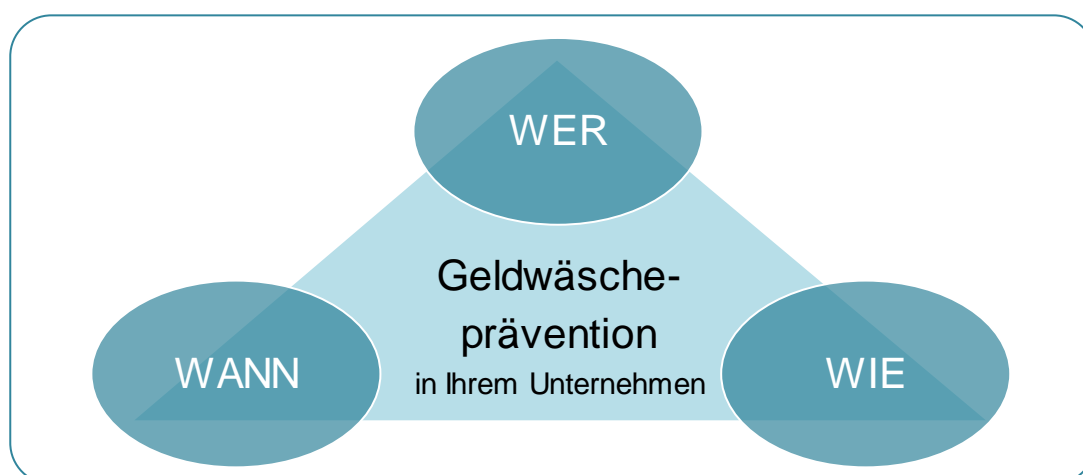 WER
Geldwäsche-
prävention
in Ihrem Unternehmen
WANN
WIE